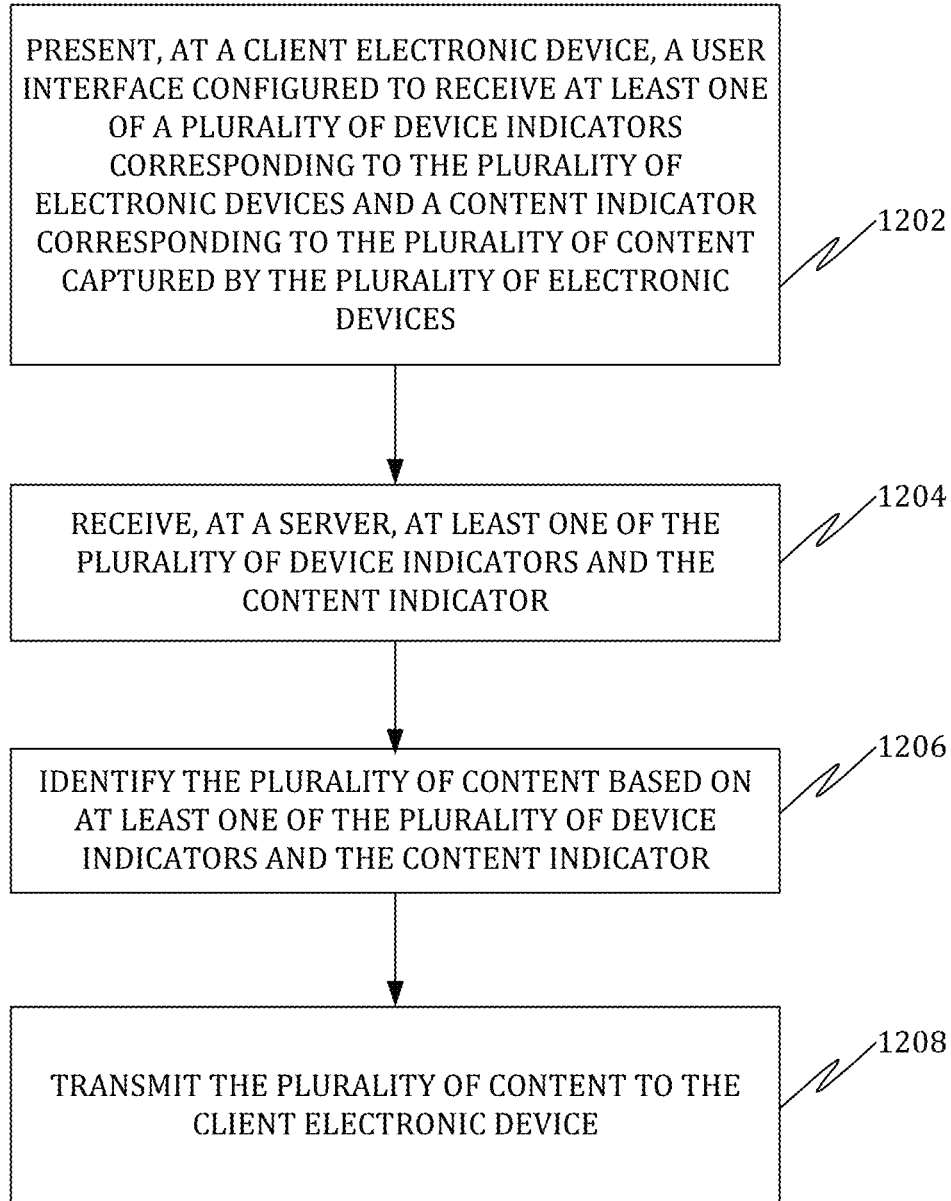 PRESENT, AT A CLIENT ELECTRONIC DEVICE, A USER
INTERFACE CONFIGURED TO RECEIVE AT LEAST ONE
OF A PLURALITY OF DEVICE INDICATORS
CORRESPONDING TO THE PLURALITY OF
ELECTRONIC DEVICES AND A CONTENT INDICATOR
CORRESPONDING TO THE PLURALITY OF CONTENT
CAPTURED BY THE PLURALITY OF ELECTRONIC
DEVICES
1202
RECEIVE, AT A SERVER, AT LEAST ONE OF THE
PLURALITY OF DEVICE INDICATORS AND THE
CONTENT INDICATOR
1204
IDENTIFY THE PLURALITY OF CONTENT BASED ON
AT LEAST ONE OF THE PLURALITY OF DEVICE
INDICATORS AND THE CONTENT INDICATOR
1206
TRANSMIT THE PLURALITY OF CONTENT TO THE
CLIENT ELECTRONIC DEVICE
1208